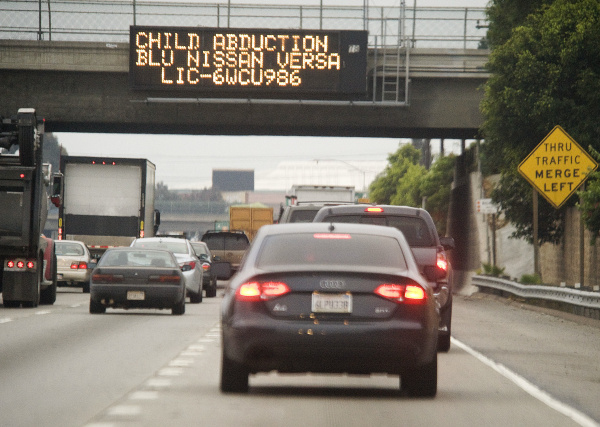 CHILD ABDUCTION
BLU NISSAN VERSA
LIC-6WCU986
THRU
TRAFFIC
MERGE
LEFT